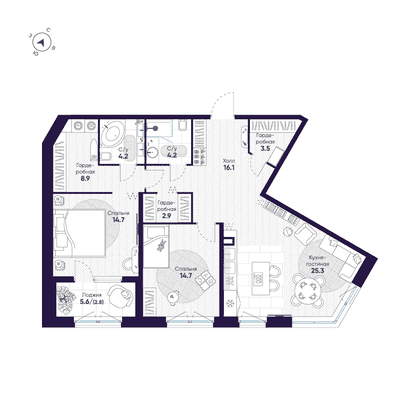 С
З
В
Ю
Гарде-
робная
8.9
С/у
4.2
С/у
4.2
Холл
16.1
Гарде-
робная
3.5
Гарде-
робная
2.9
Спальня
14.7
Спальня
14.7
Кухня-
гостиная
25.3
Лоджия
5.6/(2.8)